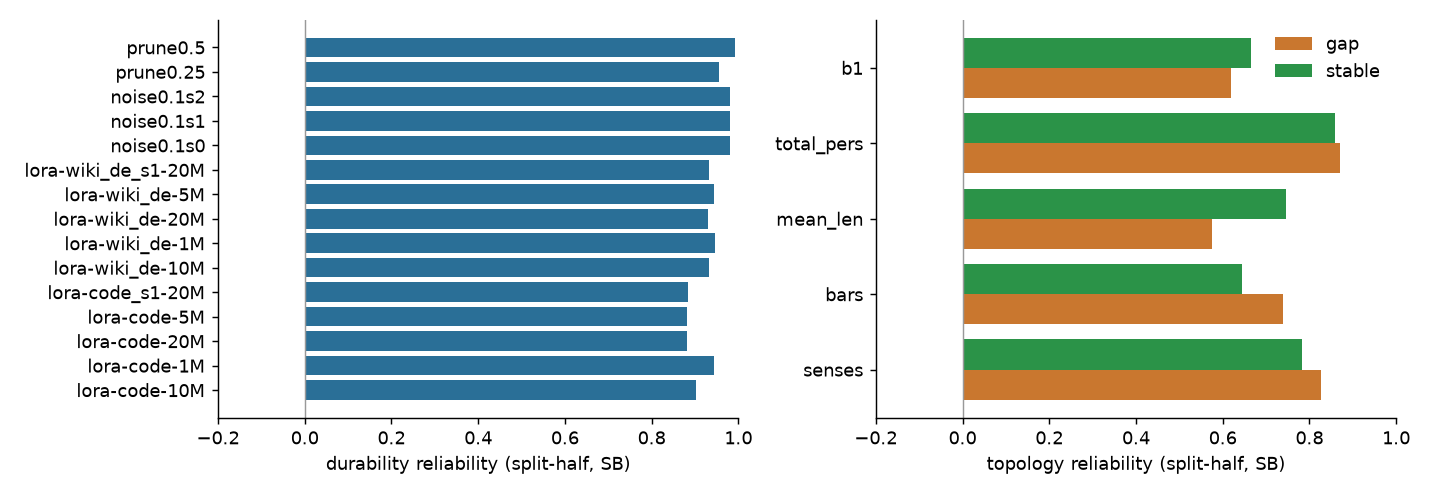 prune0.5
prune0.25
noise0.1s2
noise0.1s1
noise0.1s0
lora-wiki_de_s1-20M
lora-wiki_de-5M
lora-wiki_de-20M
lora-wiki_de-1M
lora-wiki_de-10M
lora-code_s1-20M
lora-code-5M
lora-code-20M
lora-code-1M
lora-code-10M
−0.2 0.0 0.2 0.4 0.6 0.8 1.0
durability reliability (split-half, SB)
gap
stable
b1
total_pers
mean_len
bars
senses
−0.2 0.0 0.2 0.4 0.6 0.8 1.0
topology reliability (split-half, SB)